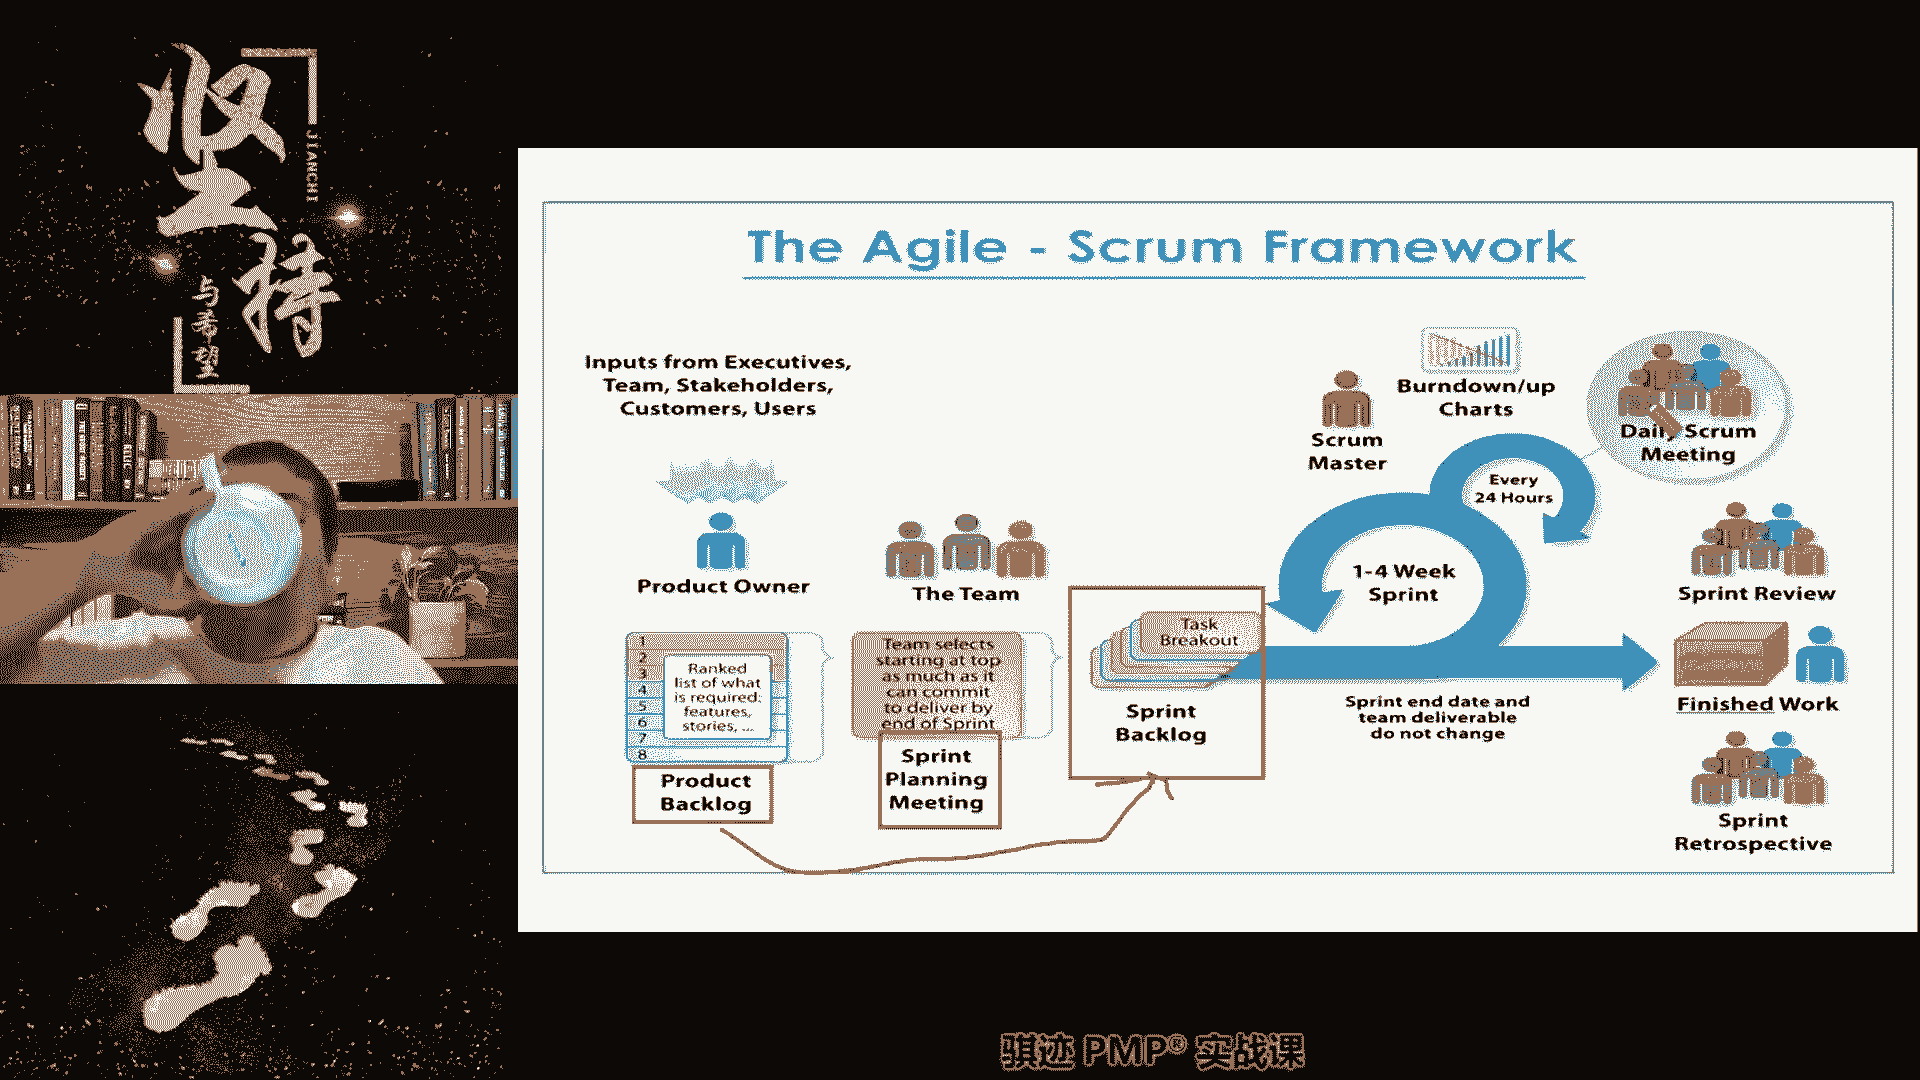 坚
持
JIANCHI
与希望
The Agile - Scrum Framework
Inputs from Executives,
Team, Stakeholders,
Customers, Users
Product Owner
The Team
1
2
3
4
5
6
7
8
Ranked
list of what
is required:
features,
stories, ...
Product
Backlog
Team selects
starting at top
as much as it
can commit
to deliver by
end of Sprint
Sprint
Planning
Meeting
Task
Breakout
Sprint
Backlog
Scrum
Master
Burndown/up
Charts
Every
24 Hours
1-4 Week
Sprint
Sprint end date and
team deliverable
do not change
Daily Scrum
Meeting
Sprint Review
Finished Work
Sprint
Retrospective
骐迹 PMP® 实战课